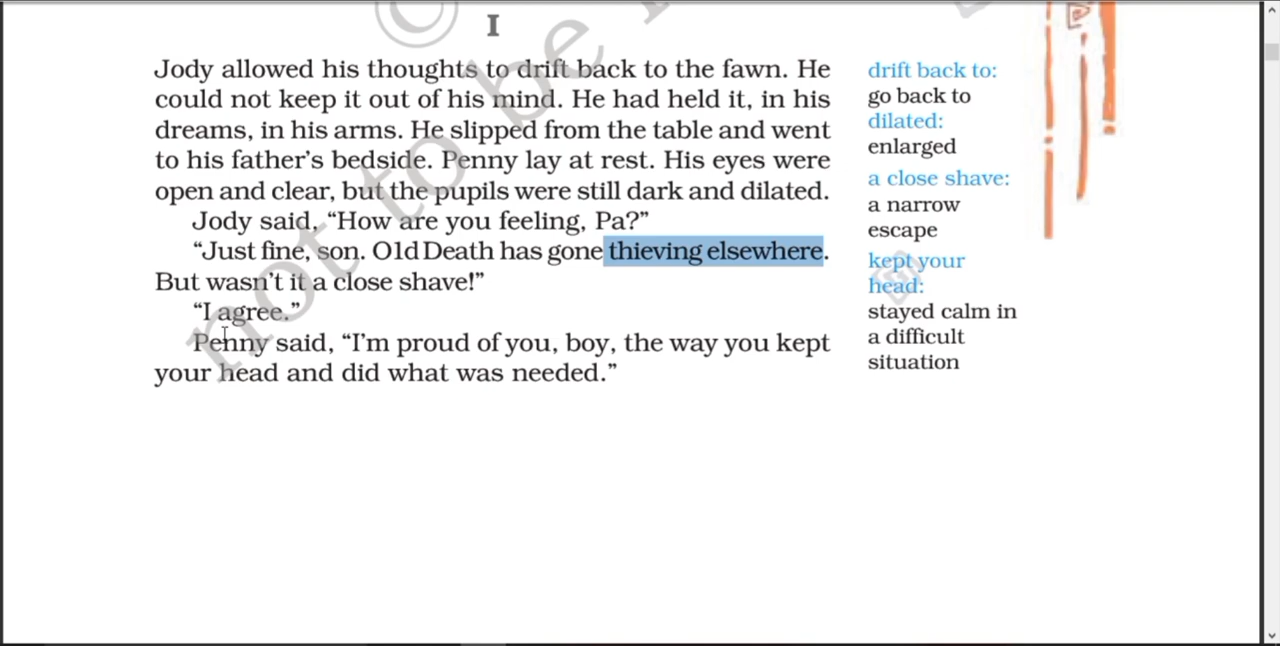 I
Jody allowed his thoughts to drift back to the fawn. He
could not keep it out of his mind. He had held it, in his
dreams, in his arms. He slipped from the table and went
to his father’s bedside. Penny lay at rest. His eyes were
open and clear, but the pupils were still dark and dilated.
Jody said, “How are you feeling, Pa?”
“Just fine, son. Old Death has gone thieving elsewhere.
But wasn’t it a close shave!”
“I agree.”
Penny said, “I’m proud of you, boy, the way you kept
your head and did what was needed.”
drift back to:
go back to
dilated:
enlarged
a close shave:
a narrow
escape
kept your
head:
stayed calm in
a difficult
situation
©
not to be